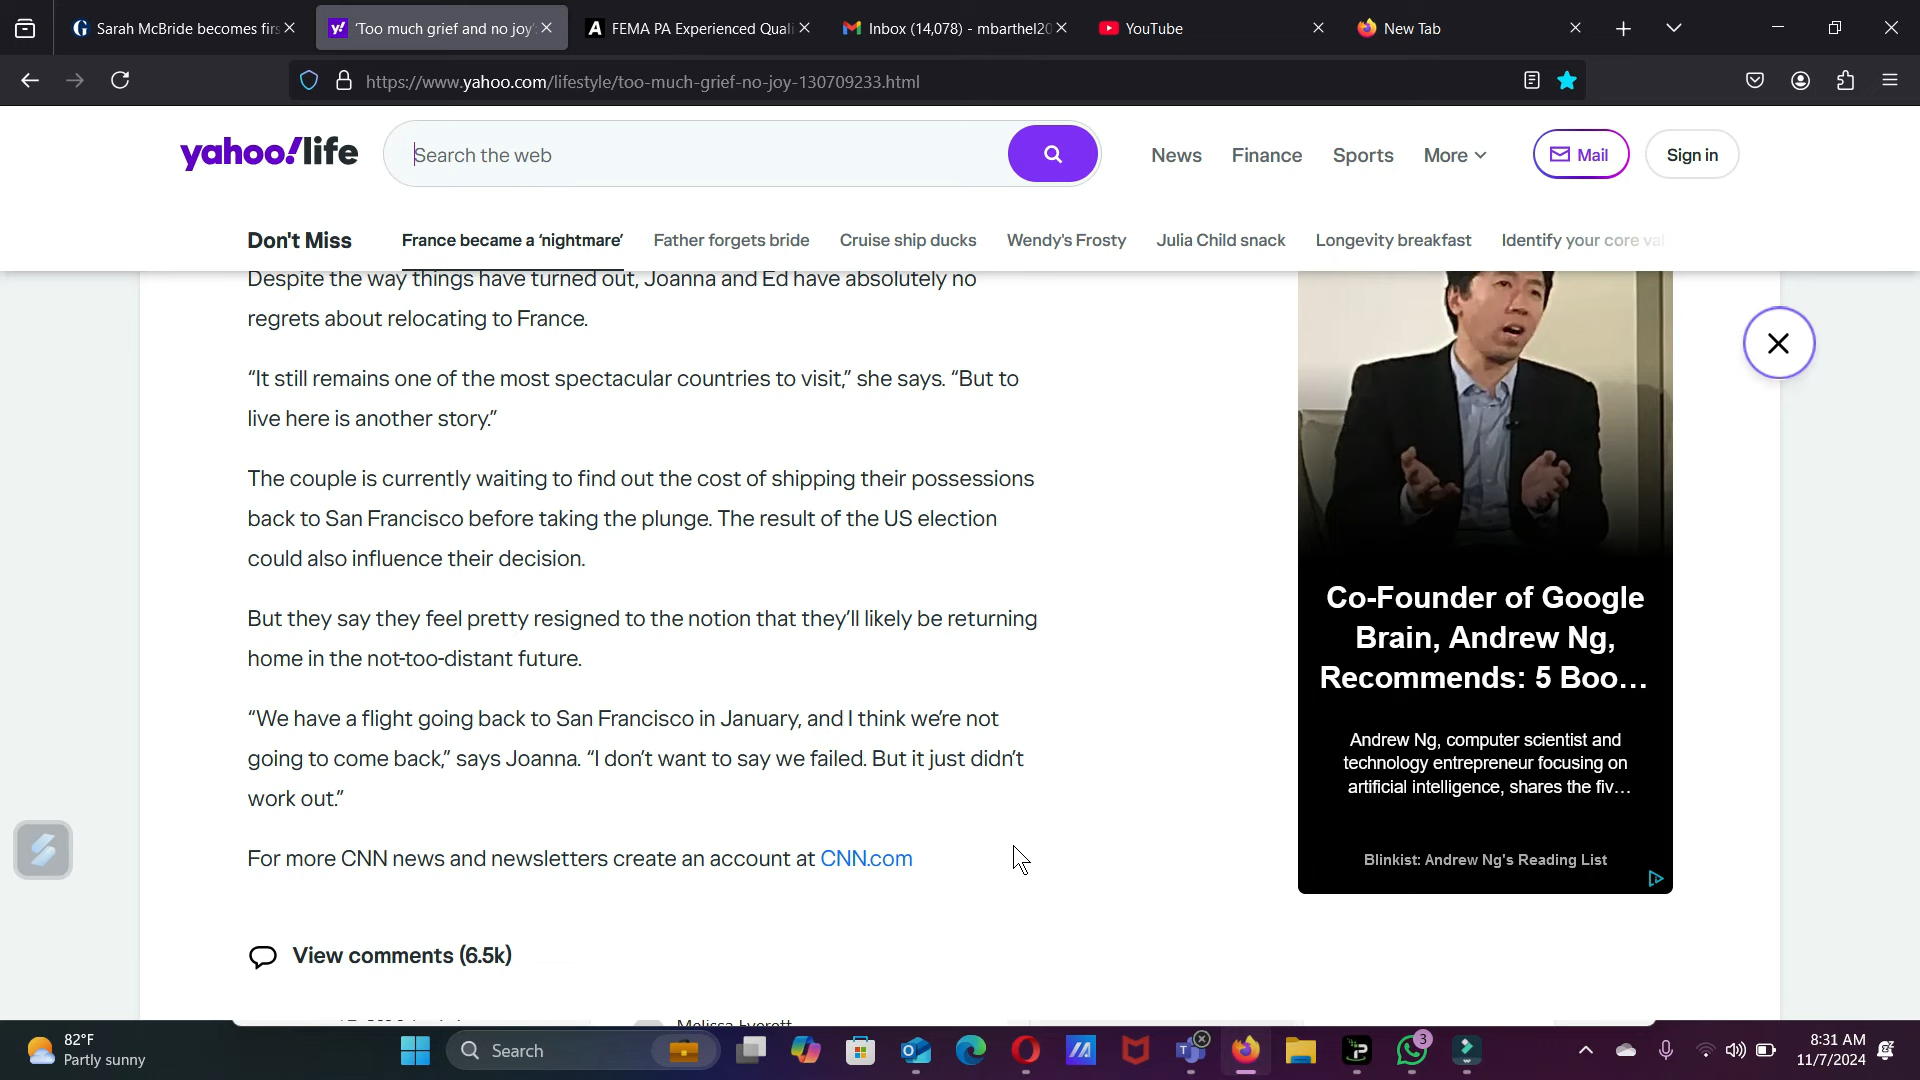 Sarah McBride becomes firs
'Too much grief and no joy'
FEMA PA Experienced Quali
Inbox (14,078) - mbarthel20
YouTube
New Tab
https://www.yahoo.com/lifestyle/too-much-grief-no-joy-130709233.html
yahoo!life
Search the web
News
Finance
Sports
More
Mail
Sign in
Don't Miss
France became a ‘nightmare’
Father forgets bride
Cruise ship ducks
Wendy's Frosty
Julia Child snack
Longevity breakfast
Identify your core val
Despite the way things have turned out, Joanna and Ed have absolutely no
regrets about relocating to France.
“It still remains one of the most spectacular countries to visit,” she says. “But to
live here is another story.”
The couple is currently waiting to find out the cost of shipping their possessions
back to San Francisco before taking the plunge. The result of the US election
could also influence their decision.
But they say they feel pretty resigned to the notion that they’ll likely be returning
home in the not-too-distant future.
“We have a flight going back to San Francisco in January, and I think we’re not
going to come back,” says Joanna. “I don’t want to say we failed. But it just didn’t
work out.”
For more CNN news and newsletters create an account at CNN.com
View comments (6.5k)
Melissa Everett
Co-Founder of Google
Brain, Andrew Ng,
Recommends: 5 Boo...
Andrew Ng, computer scientist and
technology entrepreneur focusing on
artificial intelligence, shares the fiv...
Blinkist: Andrew Ng's Reading List
82°F
Partly sunny
Search
3
8:31 AM
11/7/2024